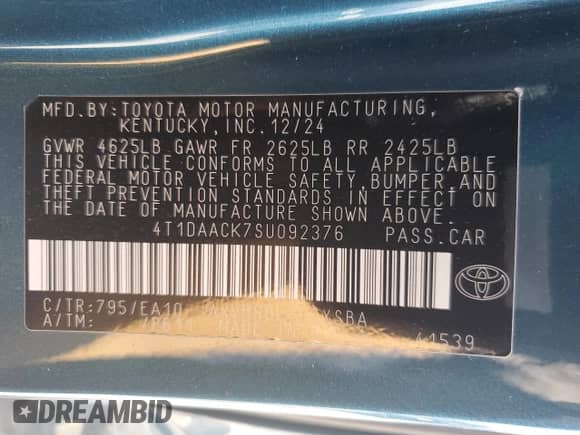 MFD.BY:TOYOTA MOTOR MANUFACTURING,
KENTUCKY,INC.12/24
GVWR 4625LB GAWR FR 2625LB RR 2425LB
THIS VEHICLE CONFORMS TO ALL APPLICABLE
FEDERAL MOTOR VEHICLE SAFETY,BUMPER,AND
THEFT PREVENTION STANDARDS IN EFFECT ON
THE DATE OF MANUFACTURE SHOWN ABOVE.
4T1DAACK7SU092376 PASS.CAR
C/TR:795/EA10
A/TM:
41539
DREAMBID